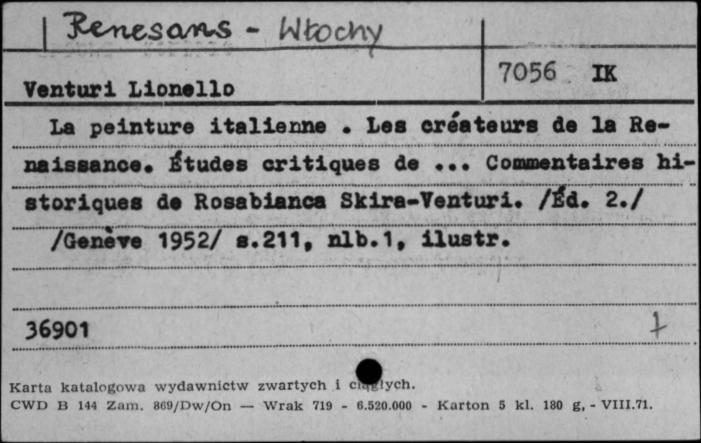 Renesans - Włochy
7056 IK
Venturi Lionello
La peinture italienne . Les créateurs de la Re-
naissance. Études critiques de ... Commentaires hi-
storiques de Rosabianca Skira-Venturi. /Éd. 2./
/Genève 1952/ s.211, nlb.1, ilustr.
36901
Karta katalogowa wydawnictw zwartych i ciągłych.
CWD B 144 Zam. 869/Dw/On — Wrak 719 - 6.520.000 - Karton 5 kl. 180 g, - VIII.71.